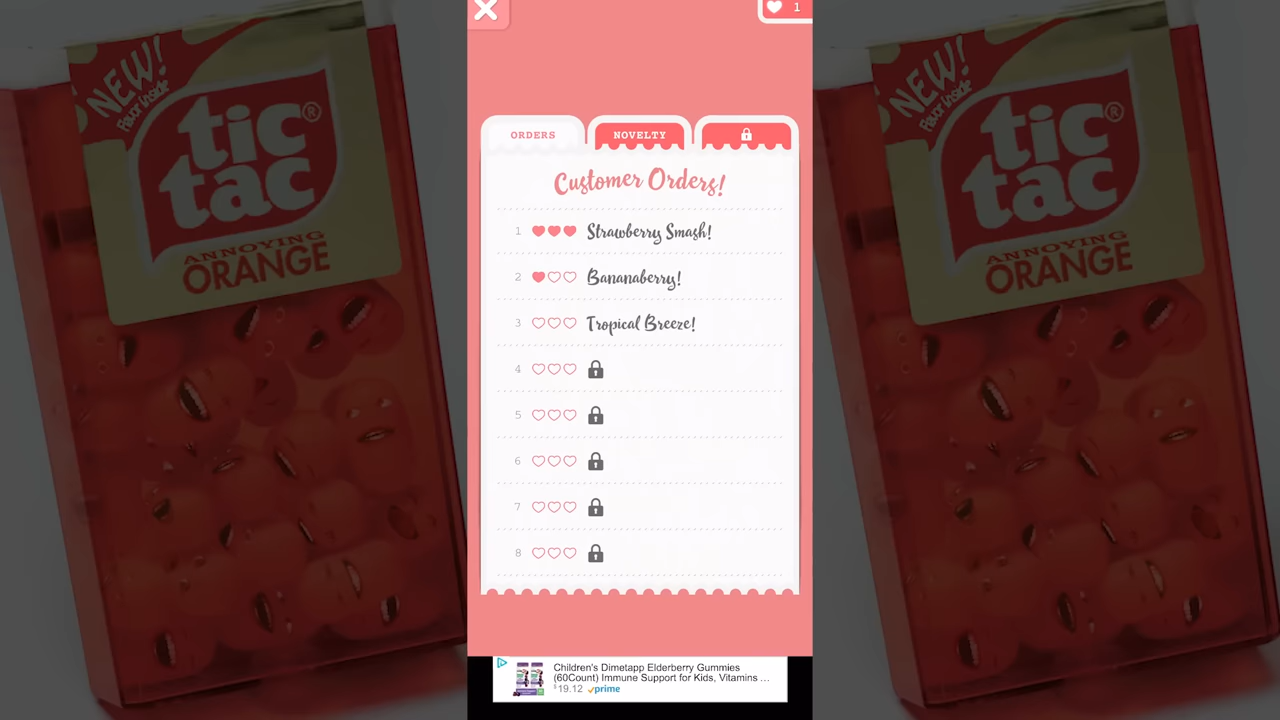 1
ORDERS
NOVELTY
Customer Orders!
1 Strawberry Smash!
2 Bananaberry!
3 Tropical Breeze!
4
5
6
7
8
Children's Dimetapp Elderberry Gummies
(60Count) Immune Support for Kids, Vitamins ...
$19.12 prime
NEW!
Flavor Inside
tic
tac®
ANNOYING
ORANGE
NEW!
Flavor Inside
tic
tac®
ANNOYING
ORANGE